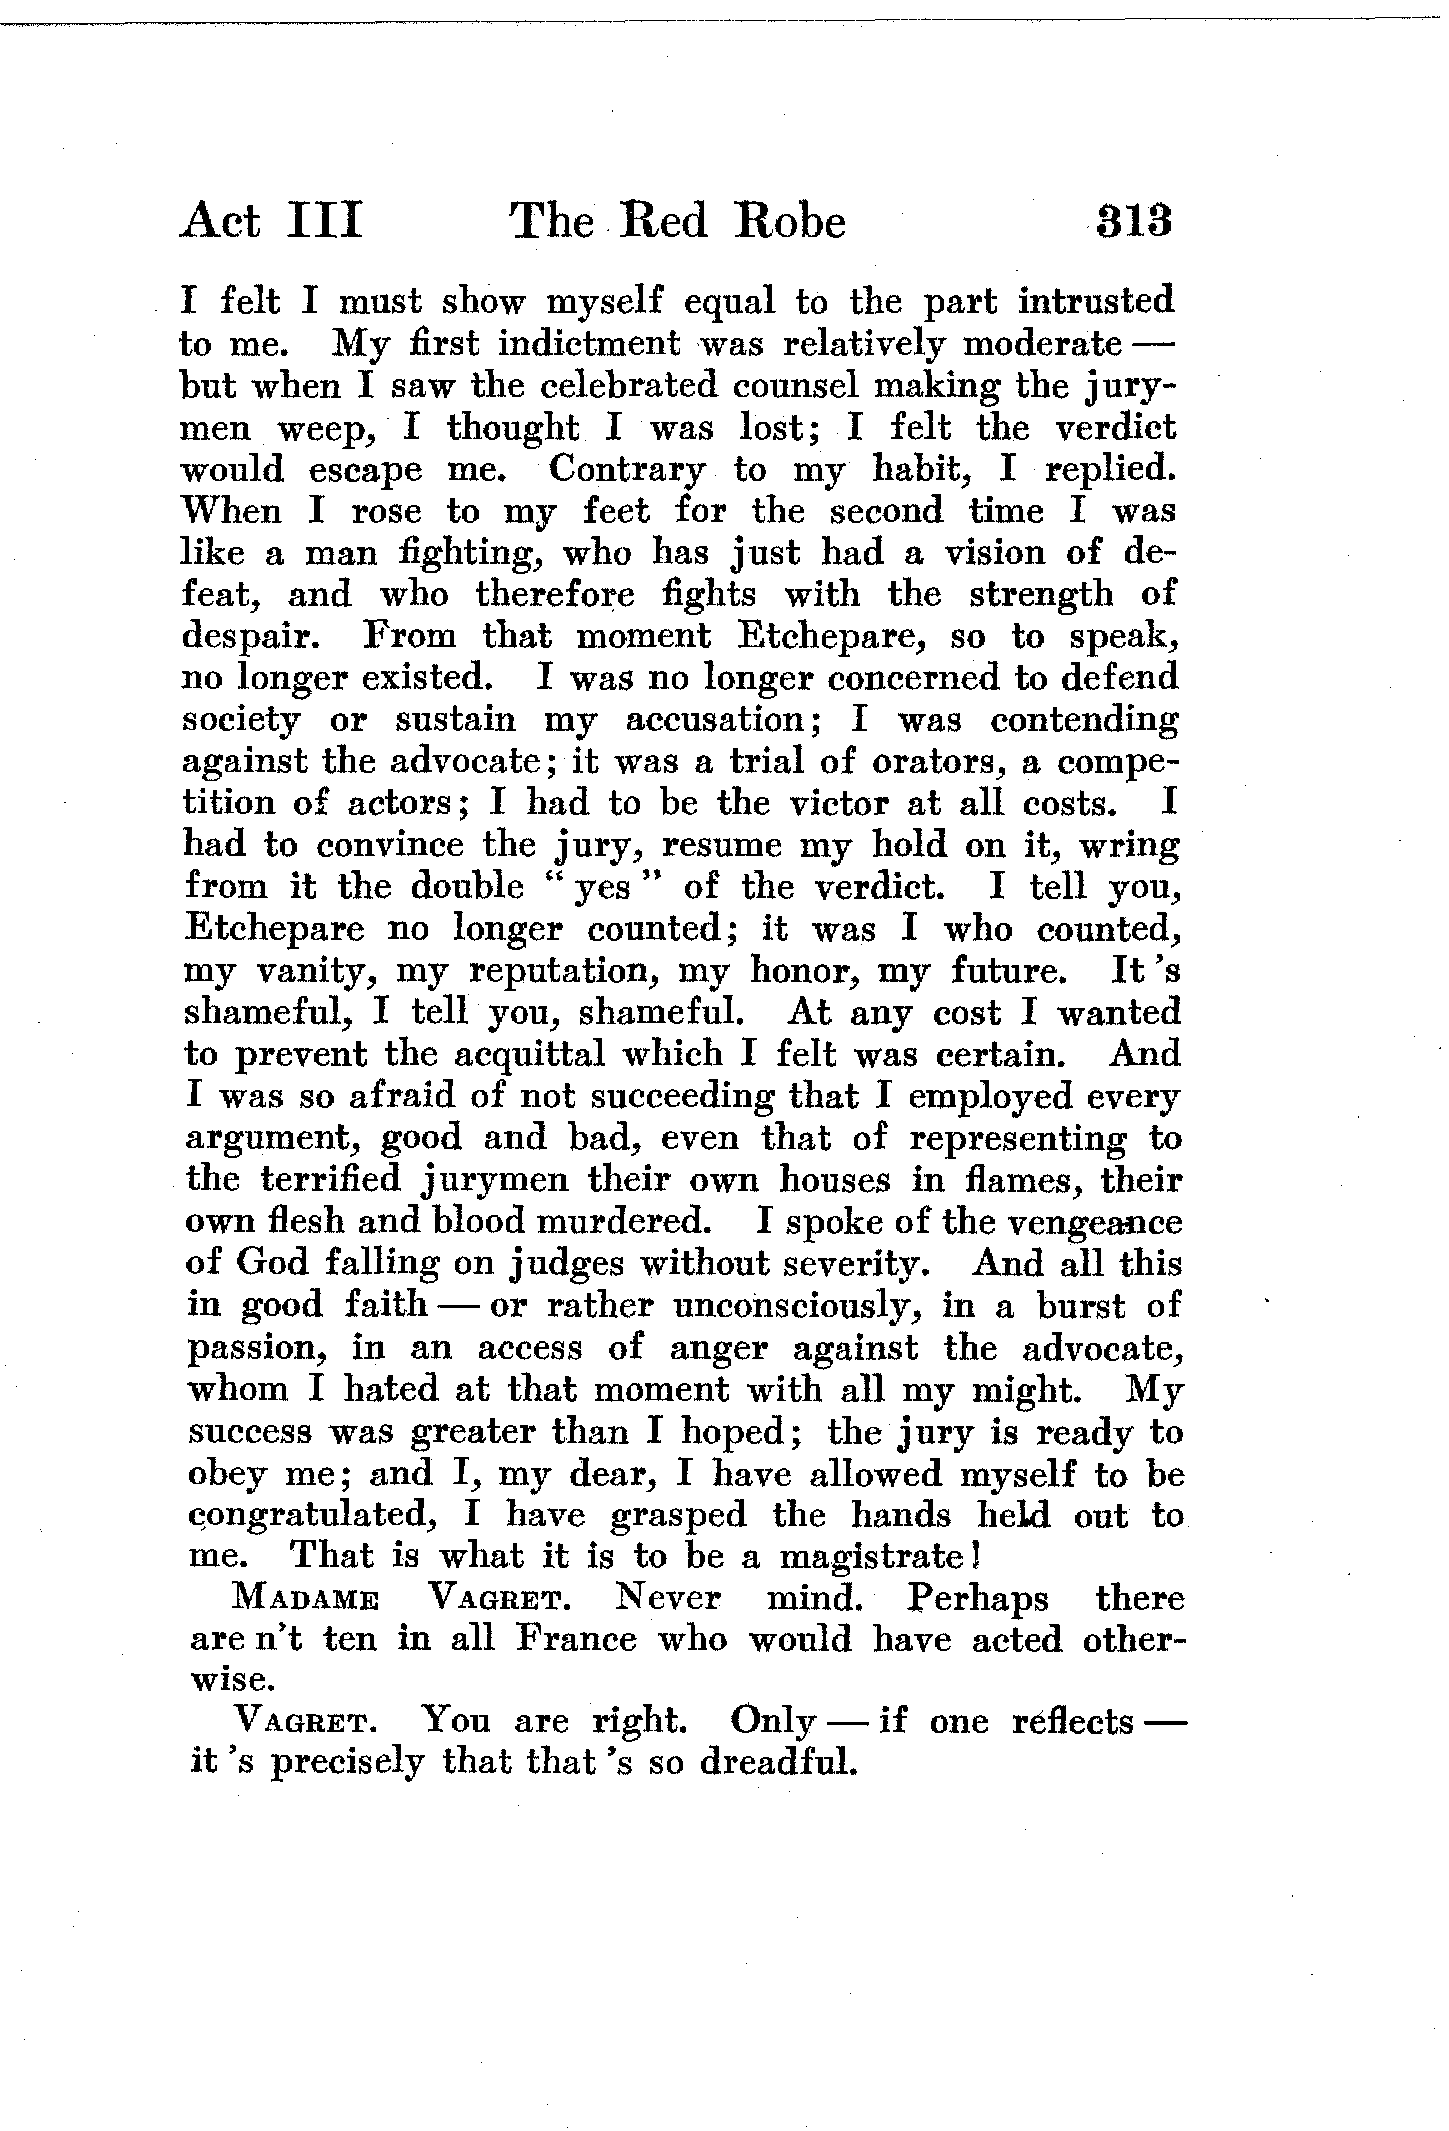 Act III The Red Robe 313
I felt I must show myself equal to the part intrusted
to me. My first indictment was relatively moderate —
but when I saw the celebrated counsel making the jury-
men weep, I thought I was lost; I felt the verdict
would escape me. Contrary to my habit, I replied.
When I rose to my feet for the second time I was
like a man fighting, who has just had a vision of de-
feat, and who therefore fights with the strength of
despair. From that moment Etchepare, so to speak,
no longer existed. I was no longer concerned to defend
society or sustain my accusation; I was contending
against the advocate; it was a trial of orators, a compe-
tition of actors; I had to be the victor at all costs. I
had to convince the jury, resume my hold on it, wring
from it the double “ yes ” of the verdict. I tell you,
Etchepare no longer counted; it was I who counted,
my vanity, my reputation, my honor, my future. It 's
shameful, I tell you, shameful. At any cost I wanted
to prevent the acquittal which I felt was certain. And
I was so afraid of not succeeding that I employed every
argument, good and bad, even that of representing to
the terrified jurymen their own houses in flames, their
own flesh and blood murdered. I spoke of the vengeance
of God falling on judges without severity. And all this
in good faith — or rather unconsciously, in a burst of
passion, in an access of anger against the advocate,
whom I hated at that moment with all my might. My
success was greater than I hoped; the jury is ready to
obey me; and I, my dear, I have allowed myself to be
congratulated, I have grasped the hands held out to
me. That is what it is to be a magistrate!
MADAME VAGRET. Never mind. Perhaps there
are n't ten in all France who would have acted other-
wise.
VAGRET. You are right. Only — if one reflects —
it 's precisely that that 's so dreadful.